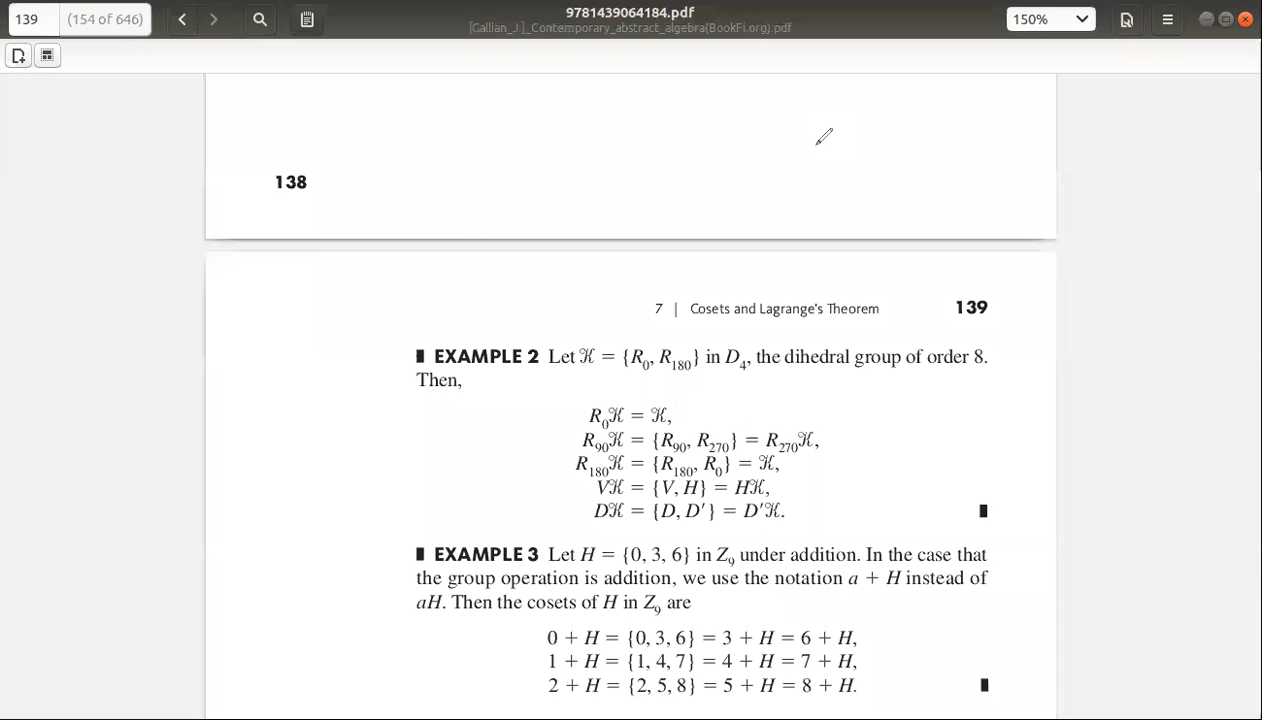 139 (154 of 646)
9781439064184.pdf
[Gallian_J.]_Contemporary_abstract_algebra(BookFi.org).pdf
150%
138
7 | Cosets and Lagrange's Theorem 139
EXAMPLE 2 Let ℋ = {R₀, R₁₈₀} in D₄, the dihedral group of order 8.
Then,
R₀ℋ = ℋ,
R₉₀ℋ = {R₉₀, R₂₇₀} = R₂₇₀ℋ,
R₁₈₀ℋ = {R₁₈₀, R₀} = ℋ,
Vℋ = {V, H} = Hℋ,
Dℋ = {D, D′} = D′ℋ.
EXAMPLE 3 Let H = {0, 3, 6} in Z₉ under addition. In the case that
the group operation is addition, we use the notation a + H instead of
aH. Then the cosets of H in Z₉ are
0 + H = {0, 3, 6} = 3 + H = 6 + H,
1 + H = {1, 4, 7} = 4 + H = 7 + H,
2 + H = {2, 5, 8} = 5 + H = 8 + H.